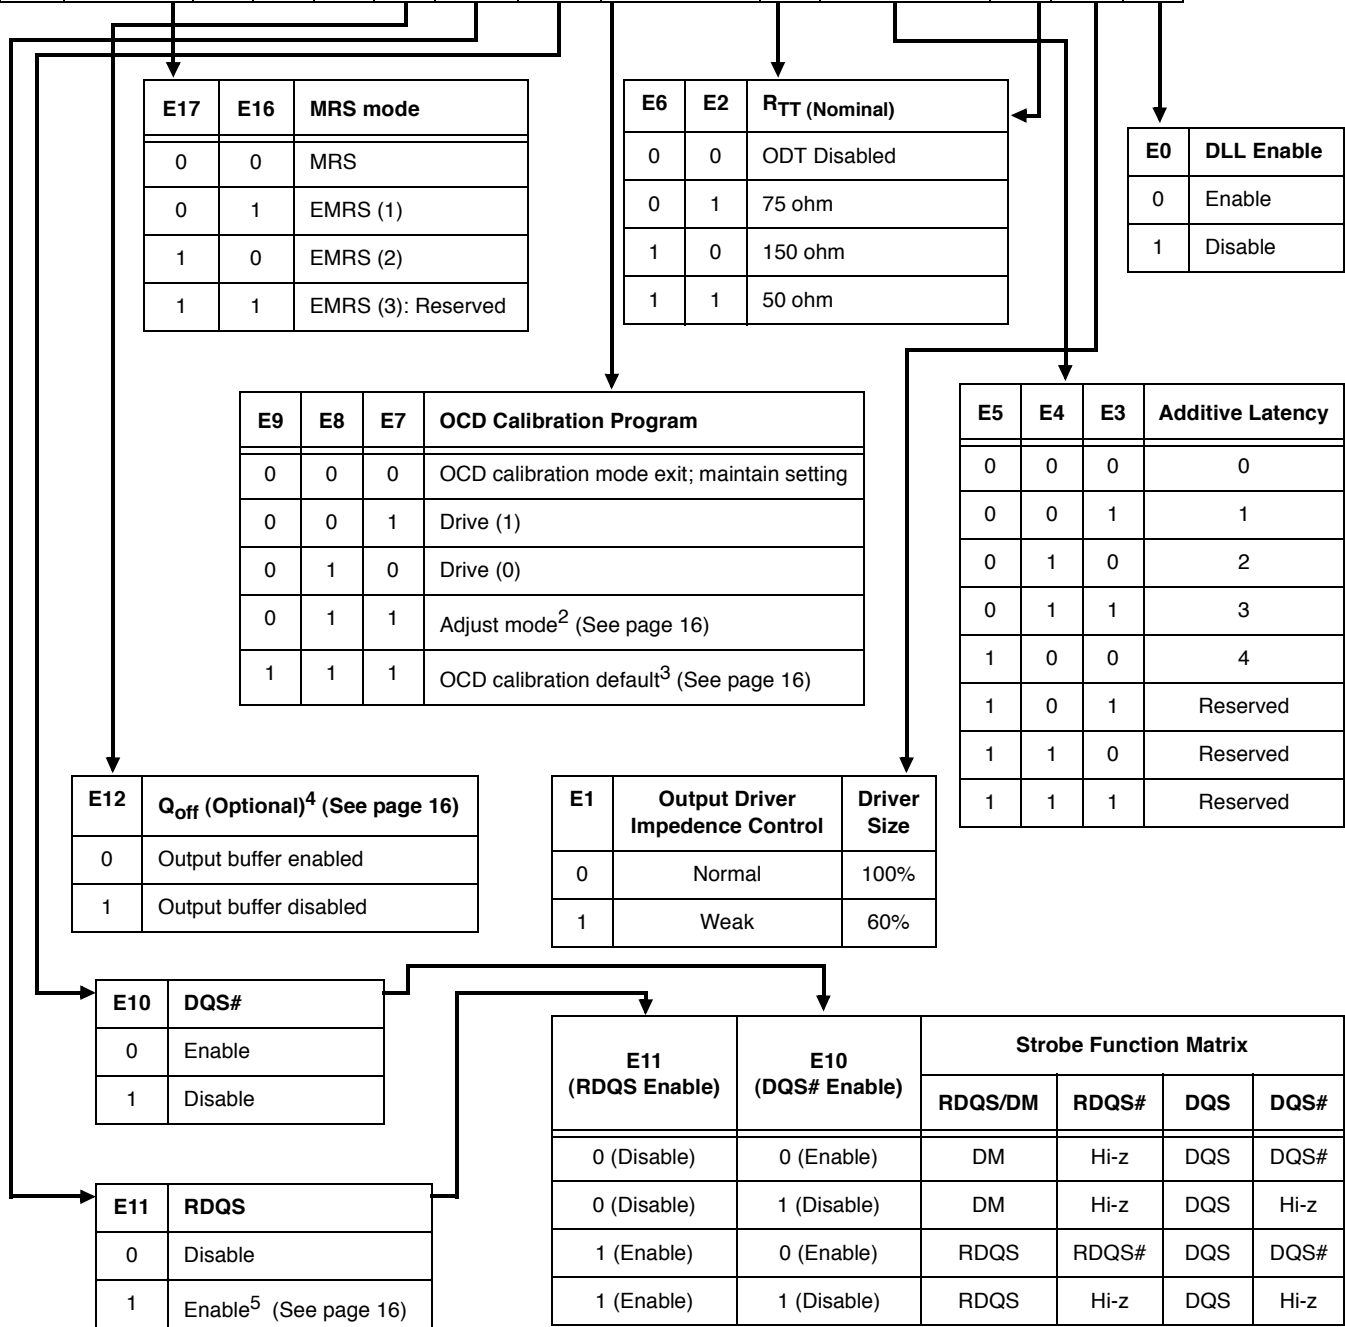 E17 E16 MRS mode
0 0 MRS
0 1 EMRS (1)
1 0 EMRS (2)
1 1 EMRS (3): Reserved
E6 E2 RTT (Nominal)
0 0 ODT Disabled
0 1 75 ohm
1 0 150 ohm
1 1 50 ohm
E0 DLL Enable
0 Enable
1 Disable
E9 E8 E7 OCD Calibration Program
0 0 0 OCD calibration mode exit; maintain setting
0 0 1 Drive (1)
0 1 0 Drive (0)
0 1 1 Adjust mode2 (See page 16)
1 1 1 OCD calibration default3 (See page 16)
E5 E4 E3 Additive Latency
0 0 0 0
0 0 1 1
0 1 0 2
0 1 1 3
1 0 0 4
1 0 1 Reserved
1 1 0 Reserved
1 1 1 Reserved
E12 Qoff (Optional)4 (See page 16)
0 Output buffer enabled
1 Output buffer disabled
E1 Output Driver Driver
Impedence Control Size
0 Normal 100%
1 Weak 60%
E10 DQS#
0 Enable
1 Disable
E11 RDQS
0 Disable
1 Enable5 (See page 16)
E11 E10 Strobe Function Matrix
(RDQS Enable) (DQS# Enable) RDQS/DM RDQS# DQS DQS#
0 (Disable) 0 (Enable) DM Hi-z DQS DQS#
0 (Disable) 1 (Disable) DM Hi-z DQS Hi-z
1 (Enable) 0 (Enable) RDQS RDQS# DQS DQS#
1 (Enable) 1 (Disable) RDQS Hi-z DQS Hi-z